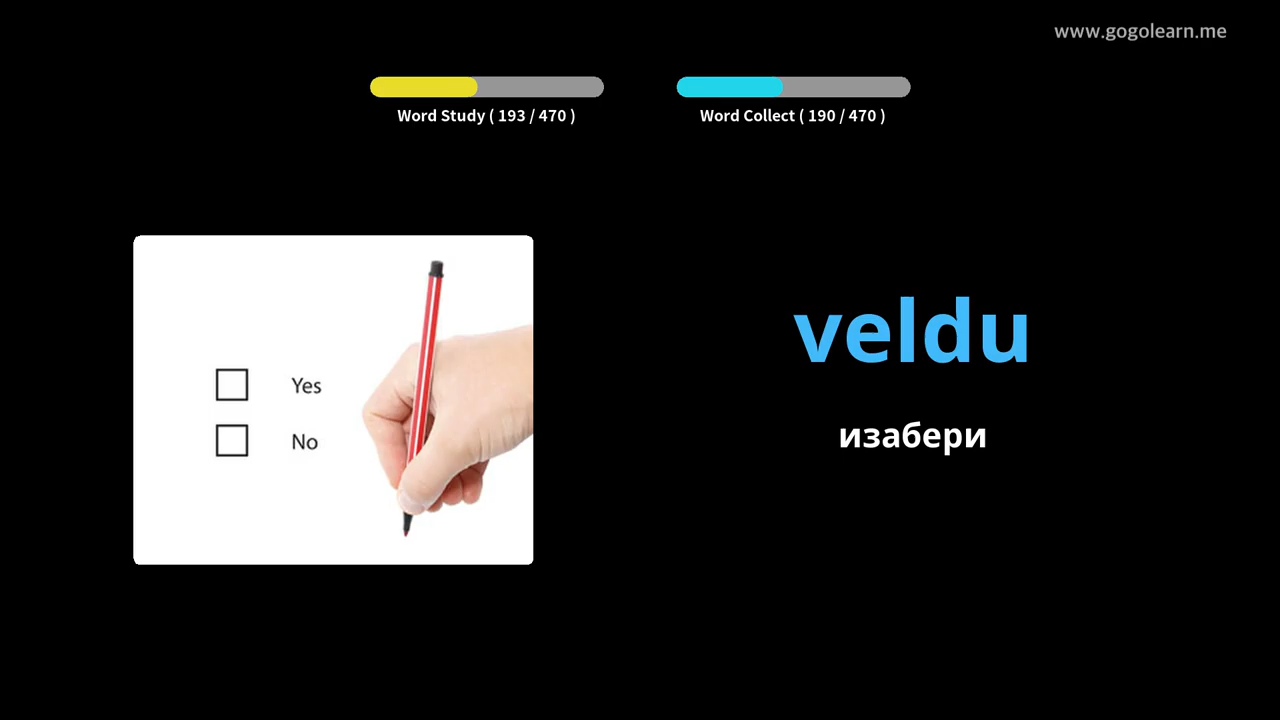 www.gogolearn.me
Word Study ( 193 / 470 )
Word Collect ( 190 / 470 )
Yes
No
veldu
изабери